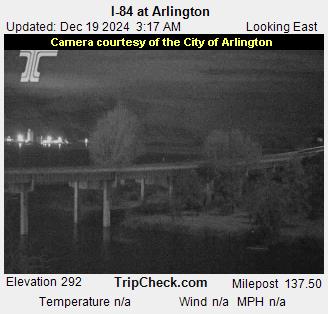 I-84 at Arlington
Updated: Dec 19 2024 3:17 AM Looking East
Camera courtesy of the City of Arlington
Elevation 292 TripCheck.com Milepost 137.50
Temperature n/a Wind n/a MPH n/a